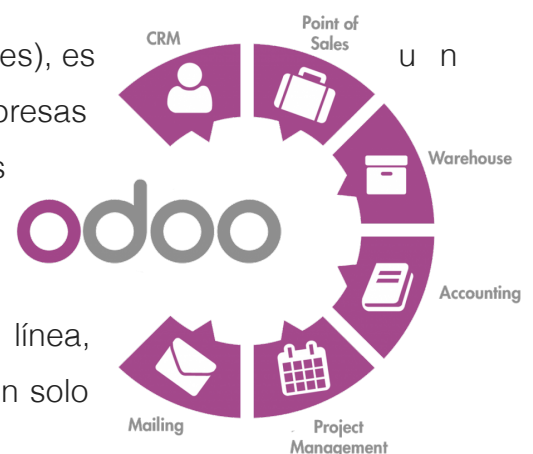 CRM
Point of
Sales
es), es
u n
presas
s
Warehouse
odoo
Accounting
línea,
n solo
Mailing
Project
Management